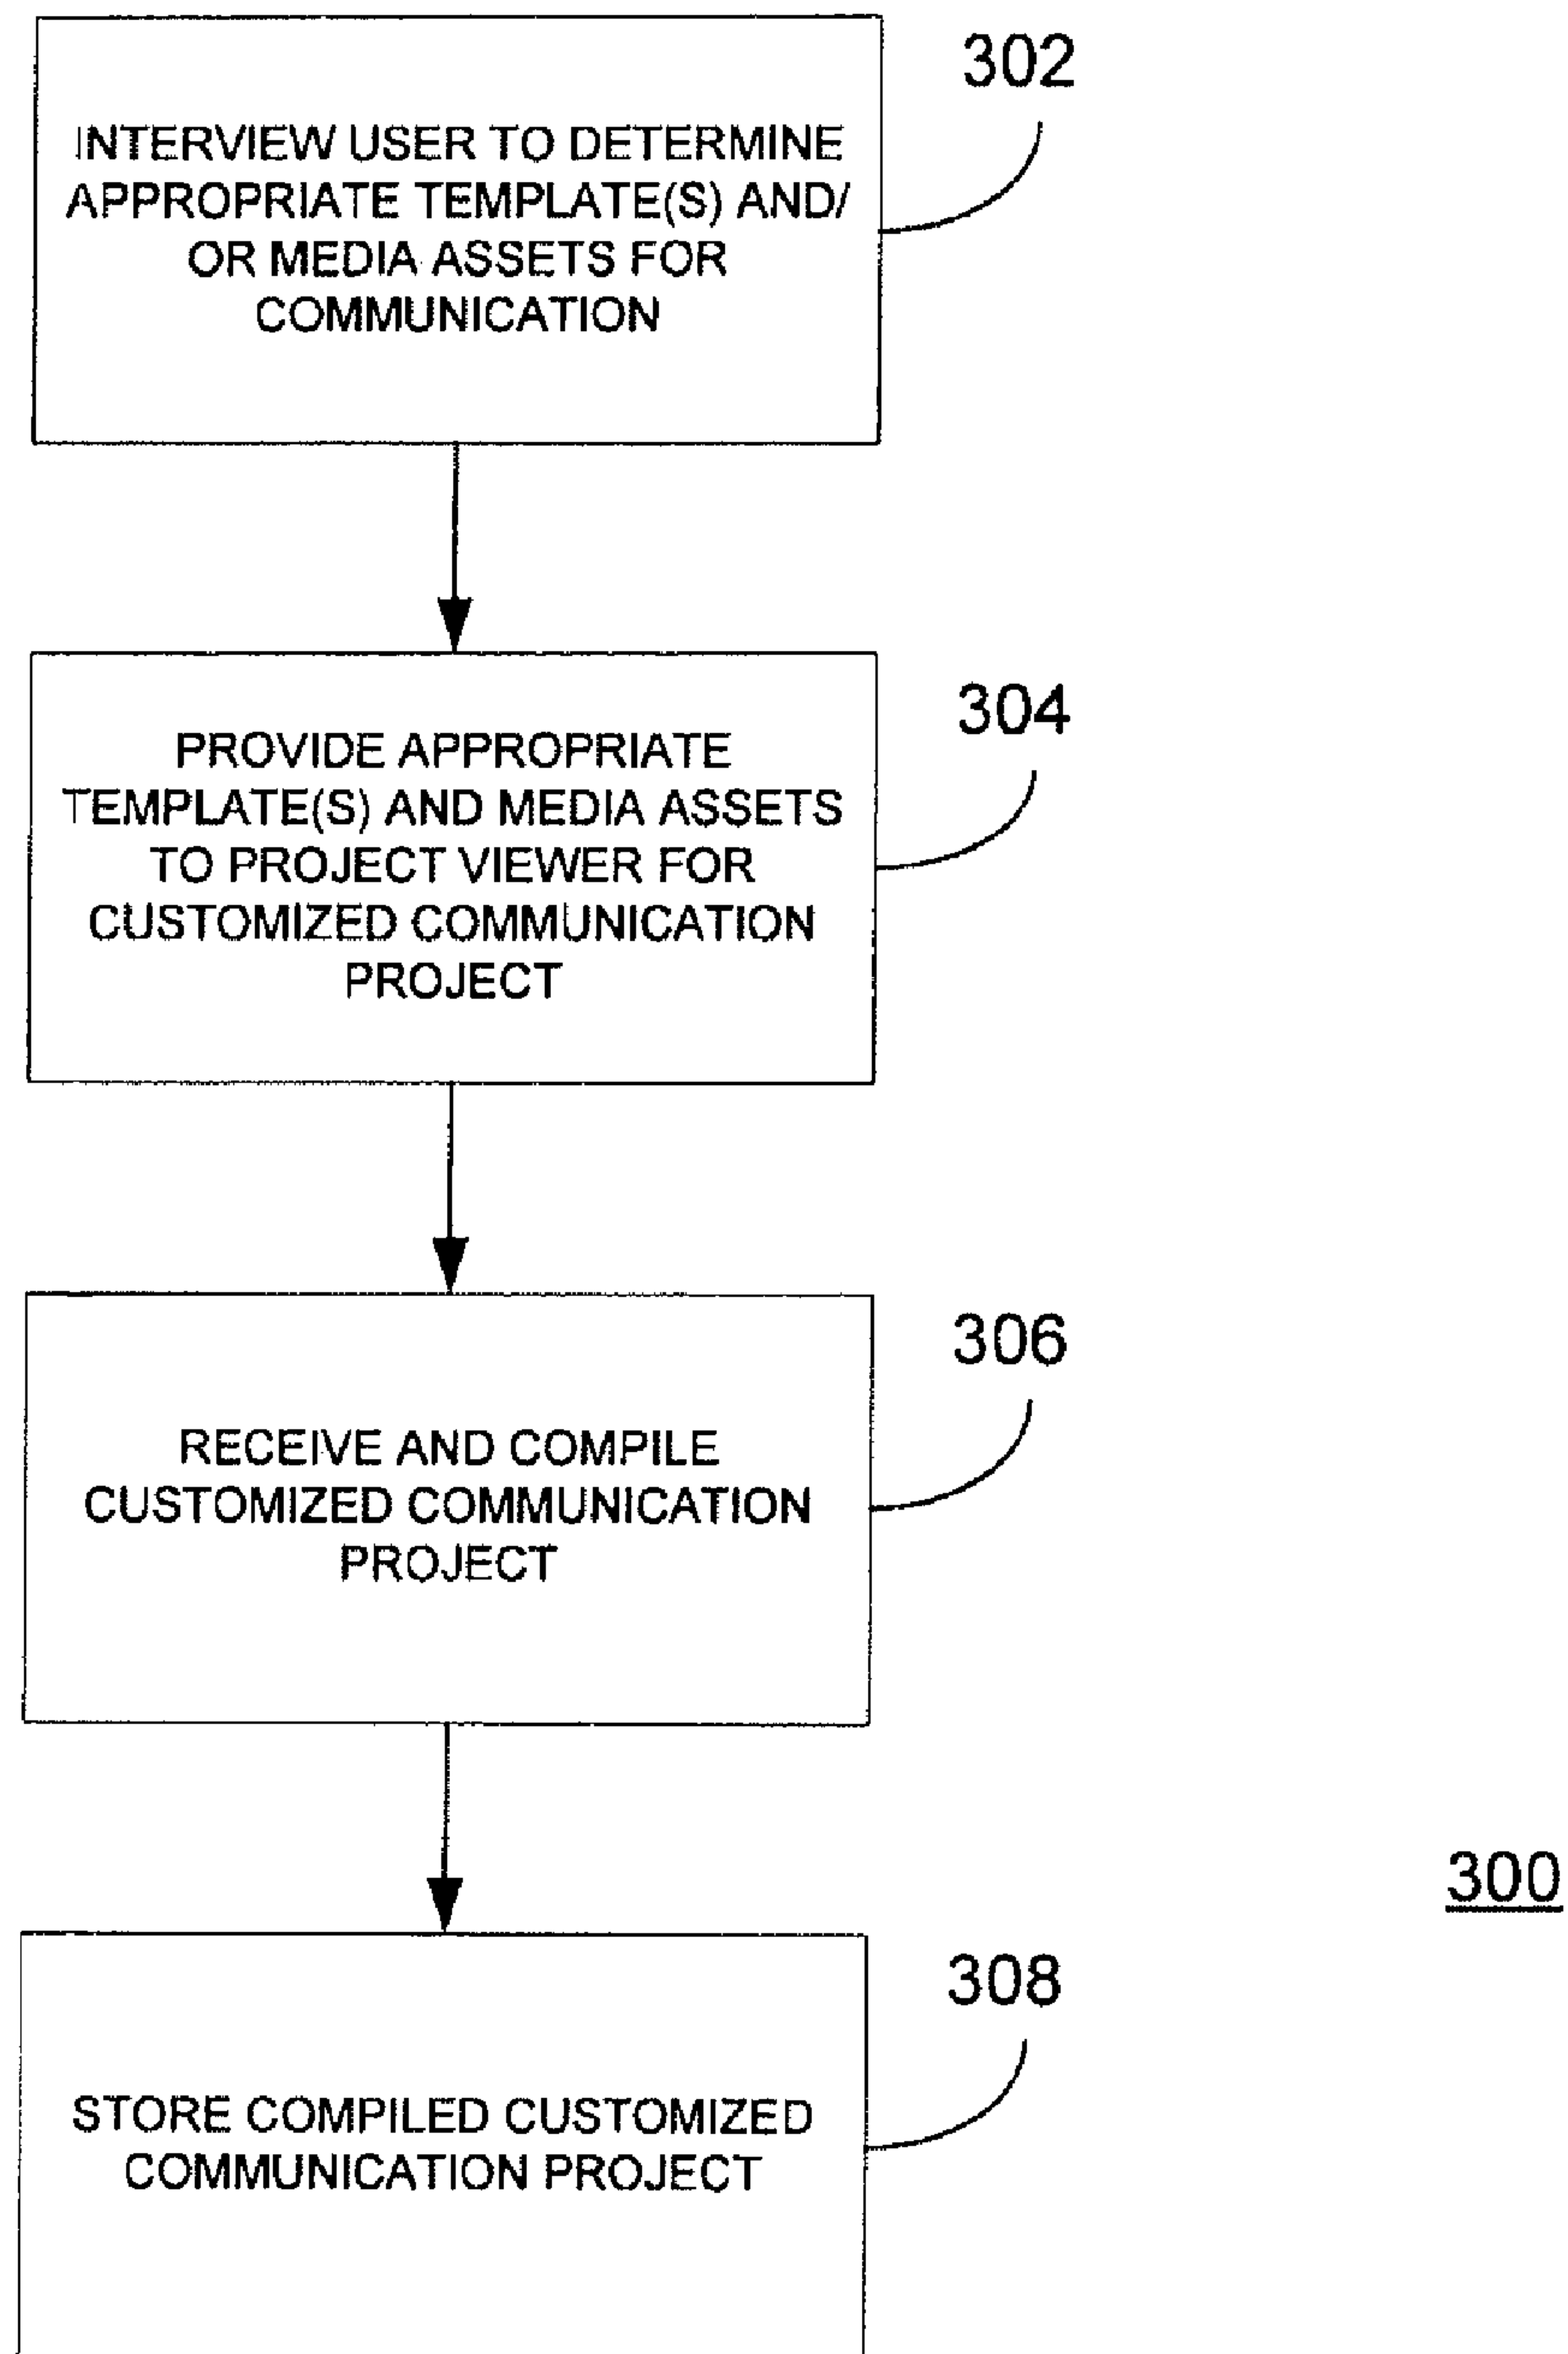 302
INTERVIEW USER TO DETERMINE
APPROPRIATE TEMPLATE(S) AND/
OR MEDIA ASSETS FOR
COMMUNICATION
304
PROVIDE APPROPRIATE
TEMPLATE(S) AND MEDIA ASSETS
TO PROJECT VIEWER FOR
CUSTOMIZED COMMUNICATION
PROJECT
306
RECEIVE AND COMPILE
CUSTOMIZED COMMUNICATION
PROJECT
300
308
STORE COMPILED CUSTOMIZED
COMMUNICATION PROJECT